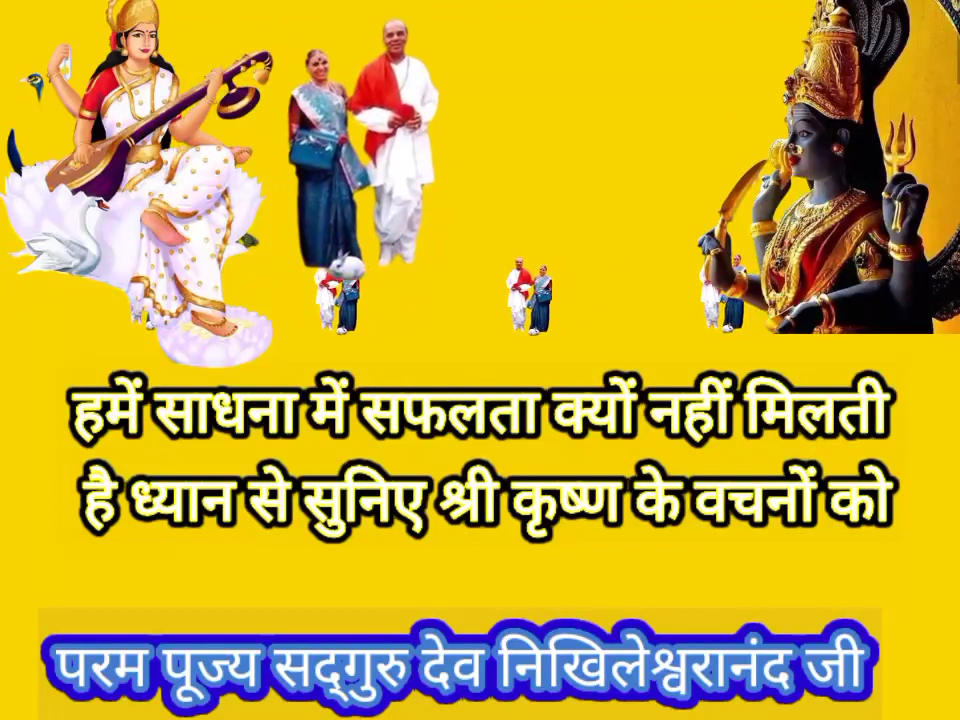 हमें साधना में सफलता क्यों नहीं मिलती
है ध्यान से सुनिए श्री कृष्ण के वचनों को
परम पूज्य सद्गुरु देव निखिलेश्वरानंद जी